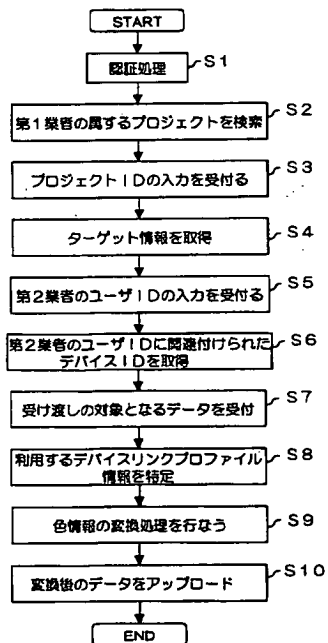 START
認証処理
S1
第1業者の属するプロジェクトを検索
S2
プロジェクトIDの入力を受付る
S3
ターゲット情報を取得
S4
第2業者のユーザIDの入力を受付る
S5
第2業者のユーザIDに関連付けられた
デバイスIDを取得
S6
受け渡しの対象となるデータを受付
S7
利用するデバイスリンクプロファイル
情報を特定
S8
色情報の変換処理を行なう
S9
変換後のデータをアップロード
S10
END